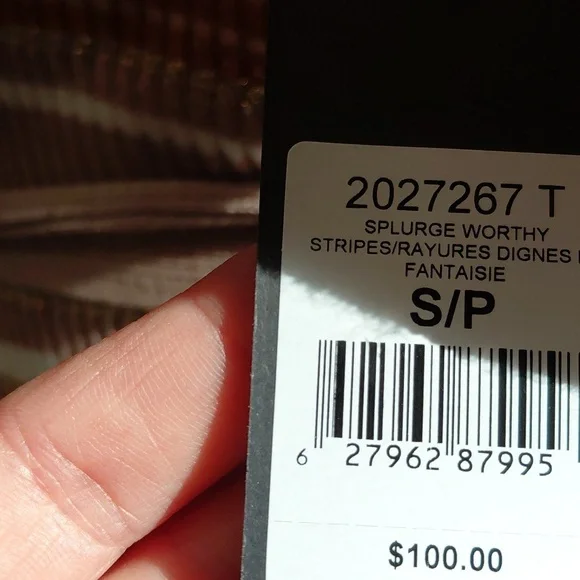 2027267 T
SPLURGE WORTHY
STRIPES/RAYURES DIGNES
FANTAISIE
S/P
6 27962 87995
$100.00